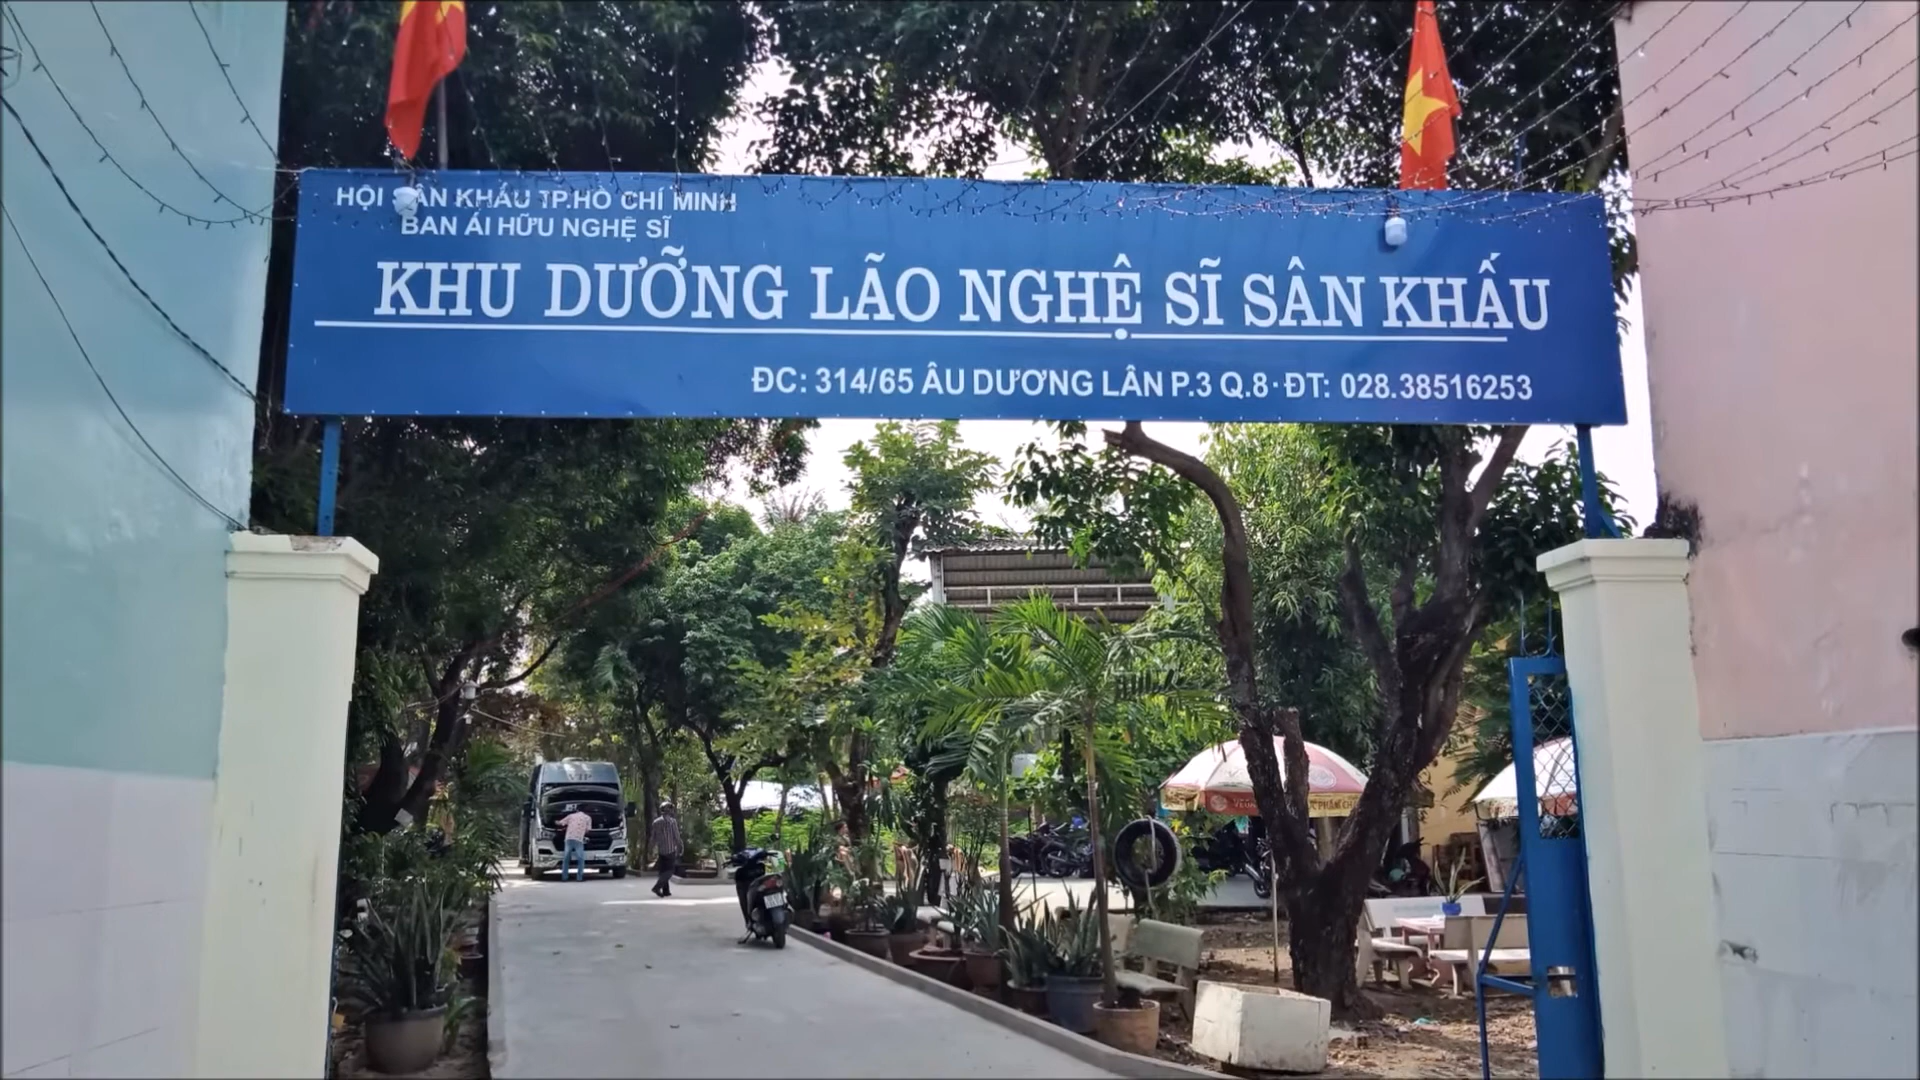 HỘI SÂN KHẤU TP.HỒ CHÍ MINH
BAN ÁI HỮU NGHỆ SĨ
KHU DƯỠNG LÃO NGHỆ SĨ SÂN KHẤU
ĐC: 314/65 ÂU DƯƠNG LÂN P.3 Q.8·ĐT: 028.38516253
VIP